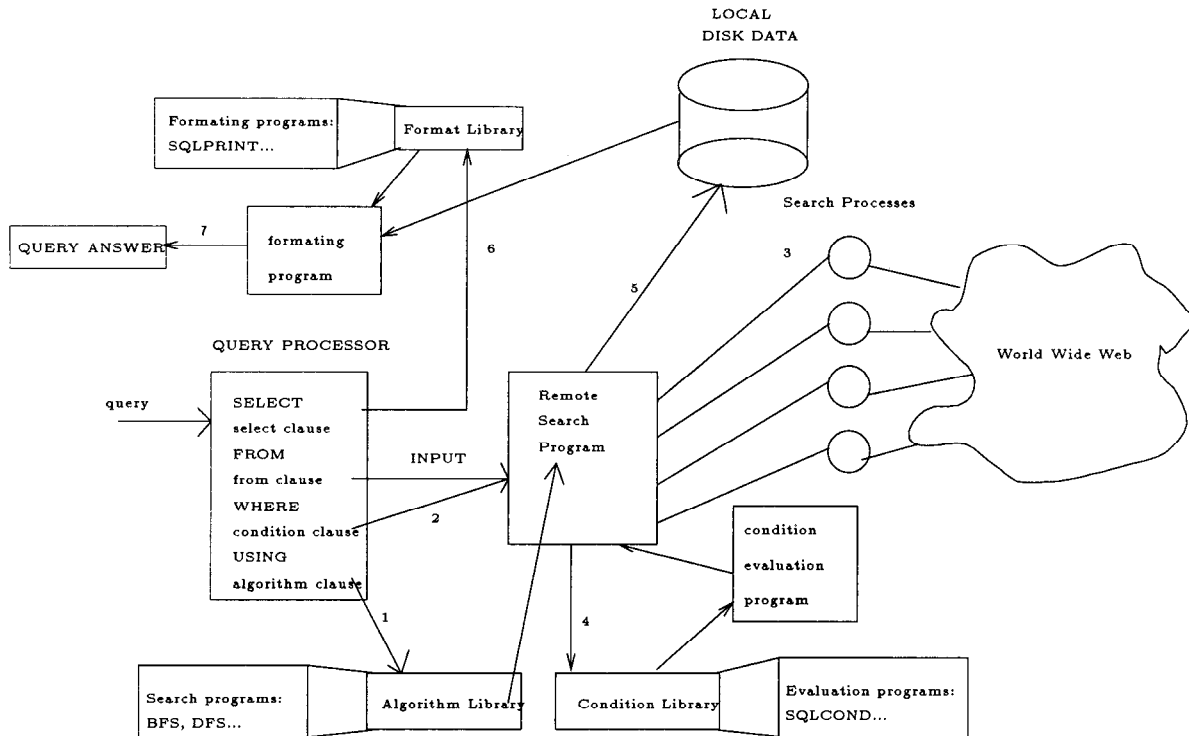 LOCAL
DISK DATA
Formating programs:
SQLPRINT...
Format Library
Search Processes
7
QUERY ANSWER
formating
program
6
3
5
World Wide Web
QUERY PROCESSOR
query
SELECT
select clause
FROM
from clause
WHERE
condition clause
USING
algorithm clause
INPUT
2
Remote
Search
Program
condition
evaluation
program
1
4
Search programs:
BFS, DFS...
Algorithm Library
Condition Library
Evaluation programs:
SQLCOND...